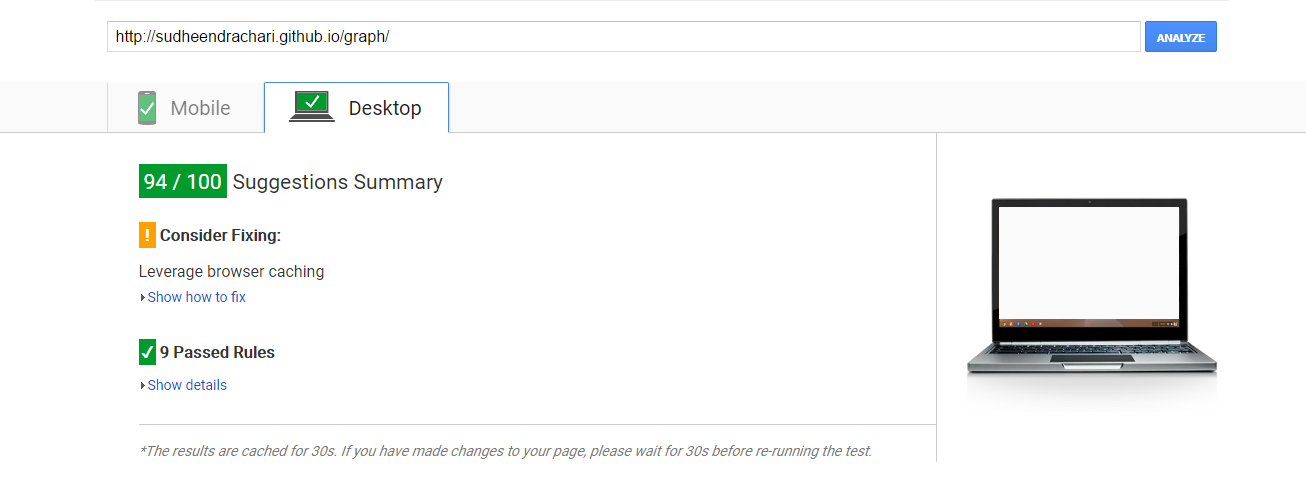 http://sudheendrachari.github.io/graph/
ANALYZE
Mobile
Desktop
94 / 100 Suggestions Summary
! Consider Fixing:
Leverage browser caching
Show how to fix
9 Passed Rules
Show details
*The results are cached for 30s. If you have made changes to your page, please wait for 30s before re-running the test.